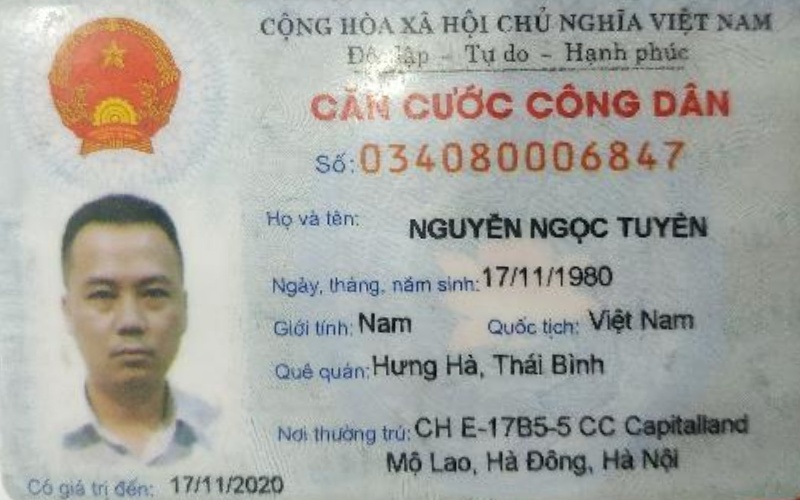 CỘNG HÒA XÃ HỘI CHỦ NGHĨA VIỆT NAM
Độc lập - Tự do - Hạnh phúc
CĂN CƯỚC CÔNG DÂN
Số: 034080006847
Họ và tên: NGUYỄN NGỌC TUYÊN
Ngày, tháng, năm sinh: 17/11/1980
Giới tính: Nam Quốc tịch: Việt Nam
Quê quán: Hưng Hà, Thái Bình
Nơi thường trú: CH E-17B5-5 CC Capitalland
Mộ Lao, Hà Đông, Hà Nội
Có giá trị đến: 17/11/2020